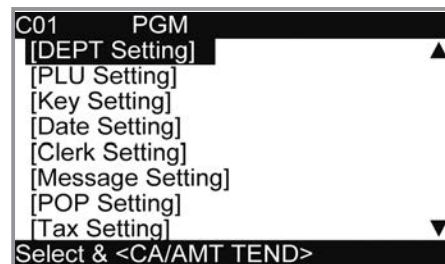 C01 PGM
[DEPT Setting]
[PLU Setting]
[Key Setting]
[Date Setting]
[Clerk Setting]
[Message Setting]
[POP Setting]
[Tax Setting]
Select & <CA/AMT TEND>